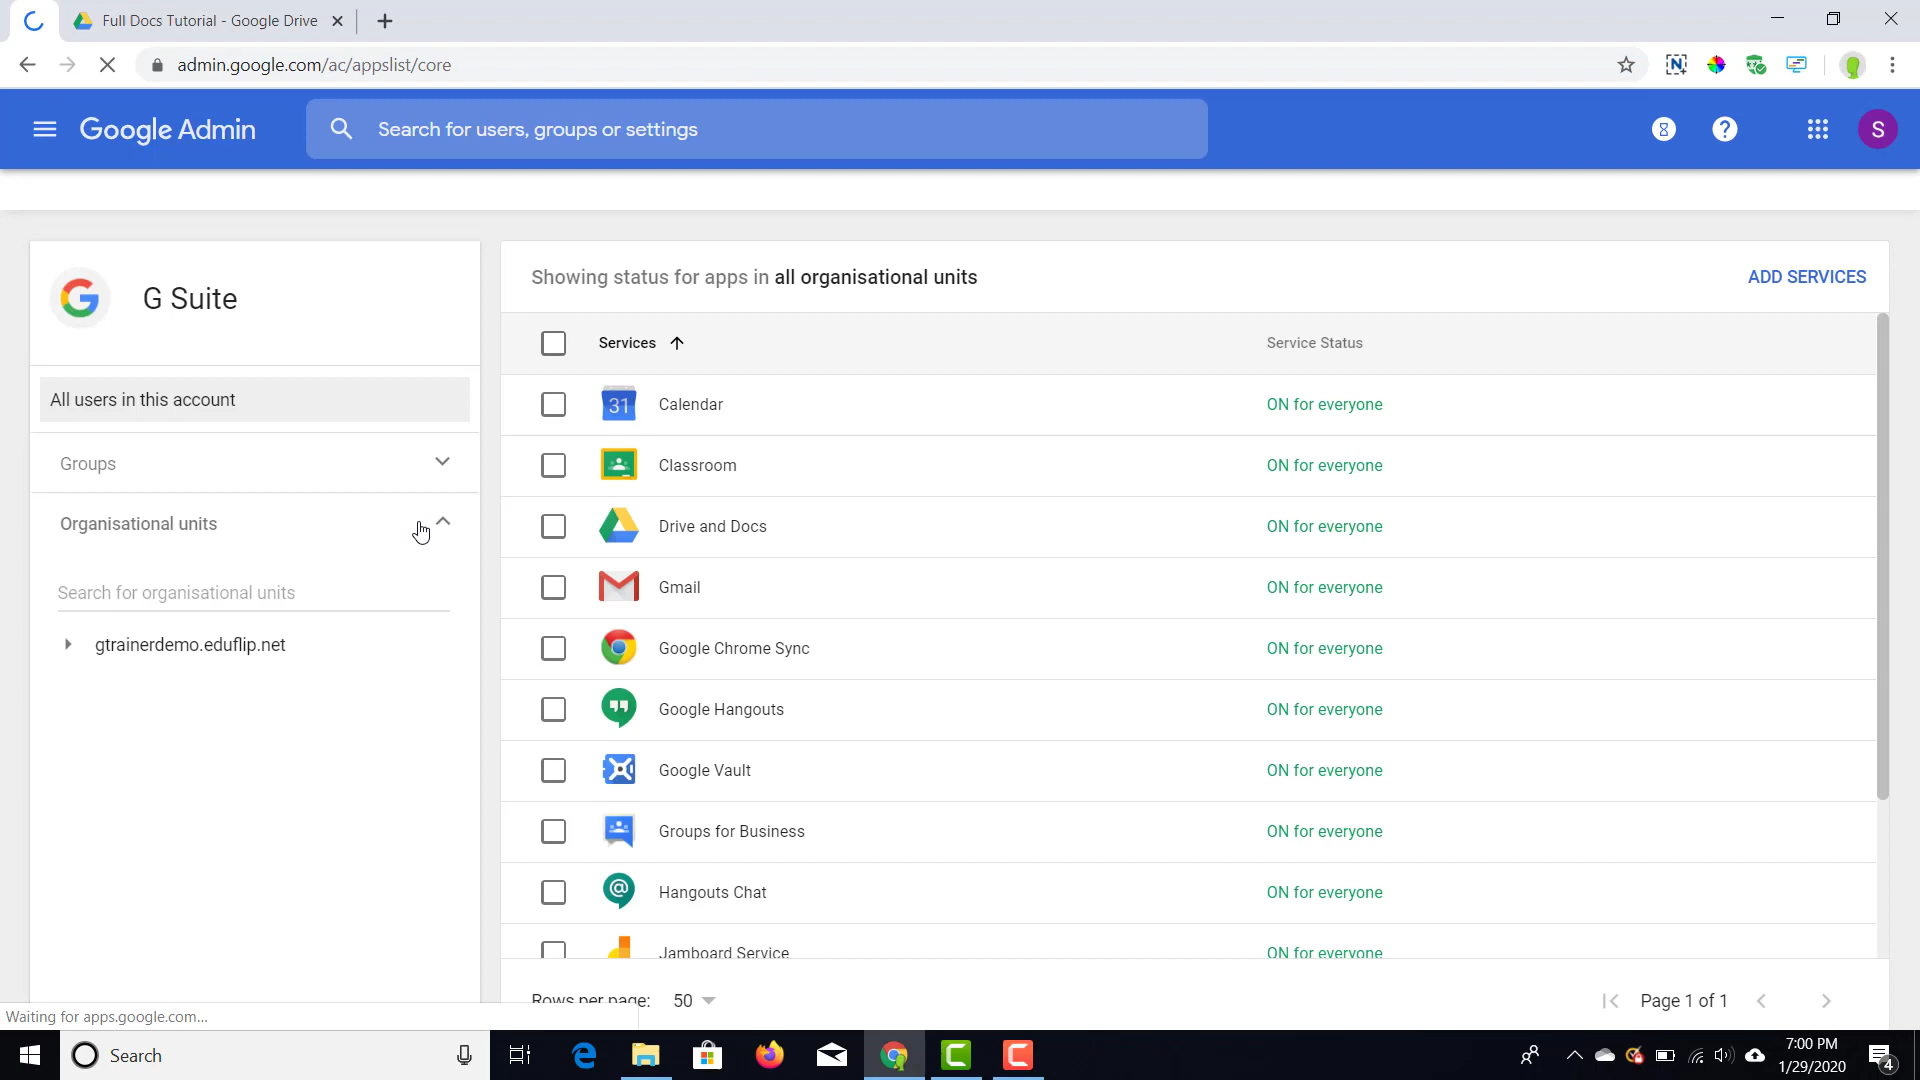 Full Docs Tutorial - Google Drive
admin.google.com/ac/appslist/core
Google Admin
Search for users, groups or settings
S
G Suite
Showing status for apps in all organisational units
ADD SERVICES
Services
Service Status
All users in this account
31
Calendar
ON for everyone
Groups
Classroom
ON for everyone
Organisational units
Drive and Docs
ON for everyone
Search for organisational units
Gmail
ON for everyone
gtrainerdemo.eduflip.net
Google Chrome Sync
ON for everyone
Google Hangouts
ON for everyone
Google Vault
ON for everyone
Groups for Business
ON for everyone
Hangouts Chat
ON for everyone
Jamboard Service
ON for everyone
Rows per page: 50
Page 1 of 1
Waiting for apps.google.com...
Search
7:00 PM
1/29/2020
4